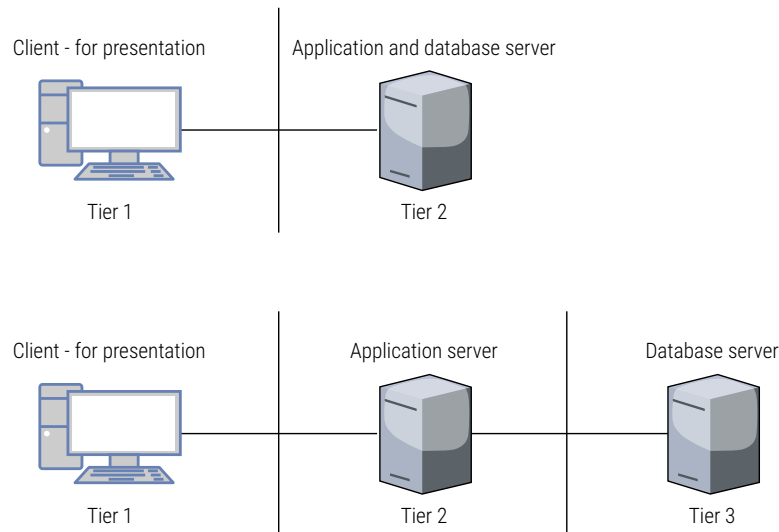 Client - for presentation
Application and database server
Tier 1
Tier 2
Client - for presentation
Application server
Database server
Tier 1
Tier 2
Tier 3